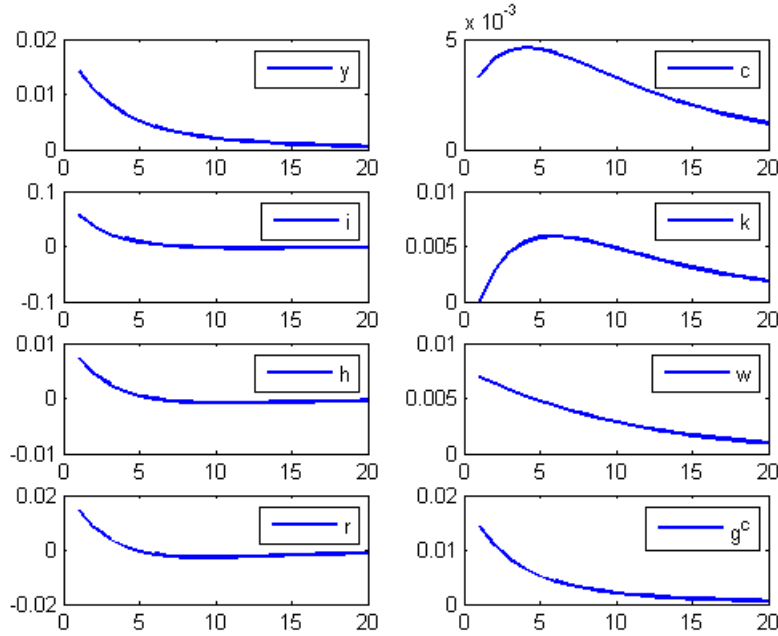 x 10⁻³
0.02 0.01 0 y 0 5 10 15 20
5 0 c 0 5 10 15 20
0.1 0 -0.1 i 0 5 10 15 20
0.01 0.005 0 k 0 5 10 15 20
0.01 0 -0.01 h 0 5 10 15 20
0.01 0.005 0 w 0 5 10 15 20
0.02 0 -0.02 r 0 5 10 15 20
0.02 0.01 0 gᶜ 0 5 10 15 20